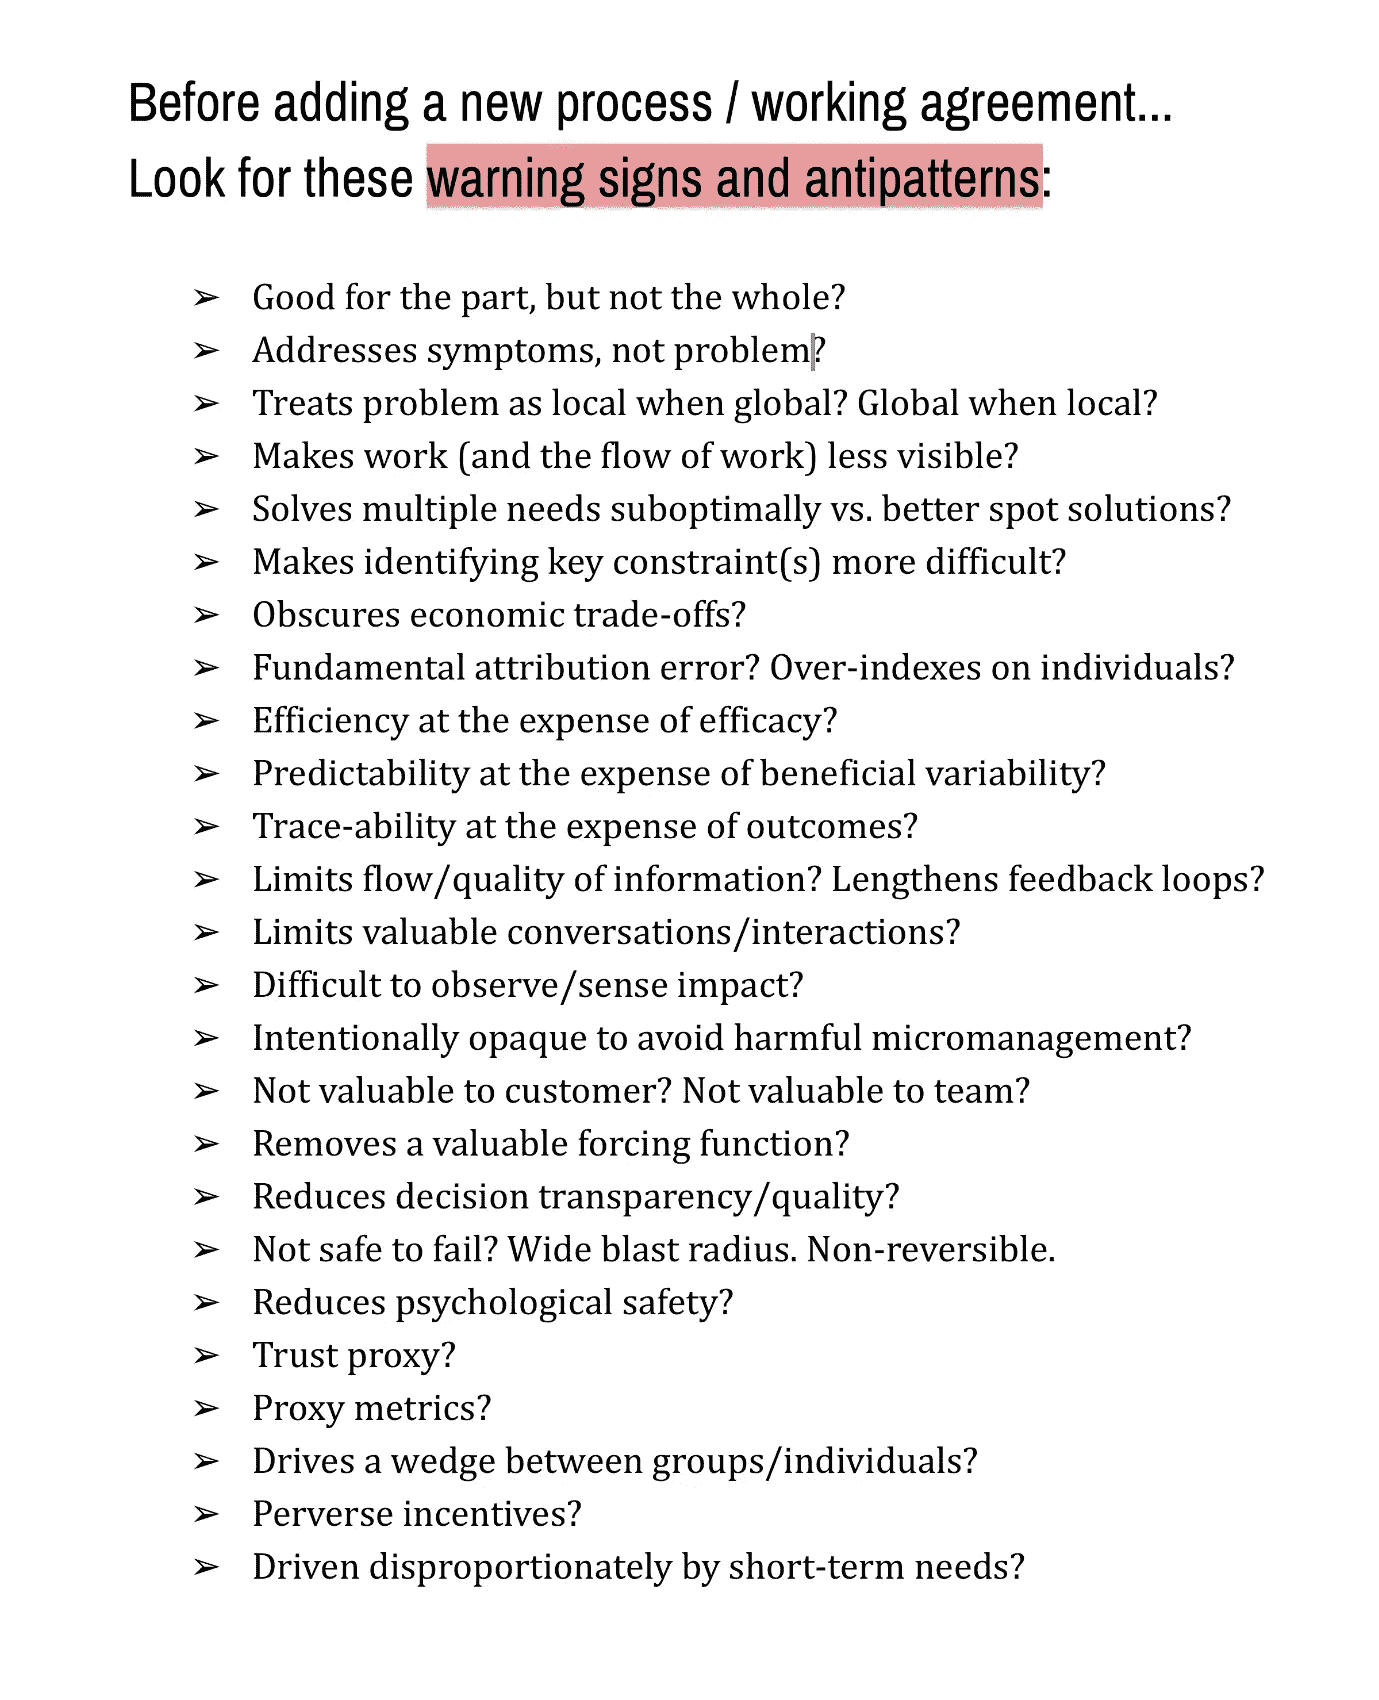 Before adding a new process / working agreement...
Look for these warning signs and antipatterns:
➢ Good for the part, but not the whole?
➢ Addresses symptoms, not problem?
➢ Treats problem as local when global? Global when local?
➢ Makes work (and the flow of work) less visible?
➢ Solves multiple needs suboptimally vs. better spot solutions?
➢ Makes identifying key constraint(s) more difficult?
➢ Obscures economic trade-offs?
➢ Fundamental attribution error? Over-indexes on individuals?
➢ Efficiency at the expense of efficacy?
➢ Predictability at the expense of beneficial variability?
➢ Trace-ability at the expense of outcomes?
➢ Limits flow/quality of information? Lengthens feedback loops?
➢ Limits valuable conversations/interactions?
➢ Difficult to observe/sense impact?
➢ Intentionally opaque to avoid harmful micromanagement?
➢ Not valuable to customer? Not valuable to team?
➢ Removes a valuable forcing function?
➢ Reduces decision transparency/quality?
➢ Not safe to fail? Wide blast radius. Non-reversible.
➢ Reduces psychological safety?
➢ Trust proxy?
➢ Proxy metrics?
➢ Drives a wedge between groups/individuals?
➢ Perverse incentives?
➢ Driven disproportionately by short-term needs?